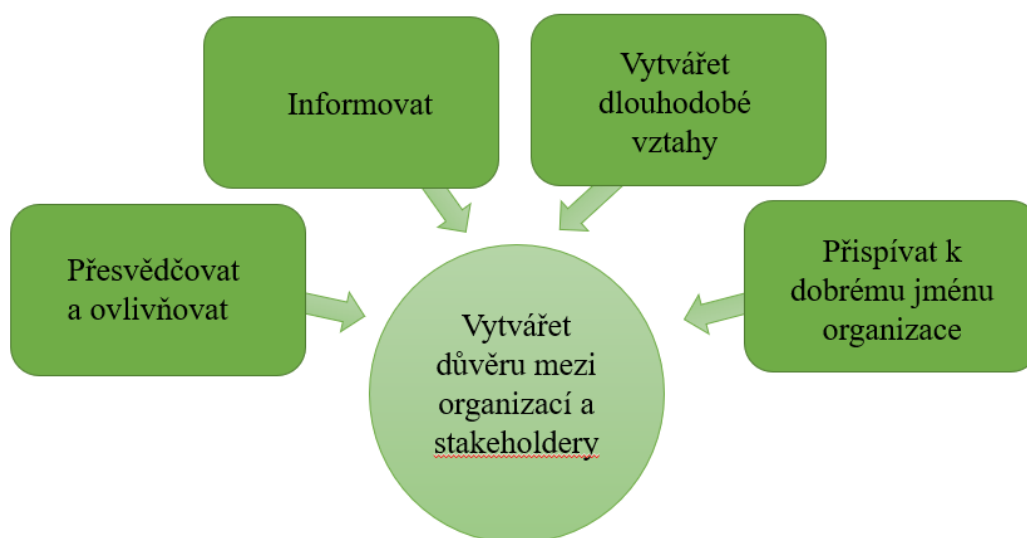 Informovat
Vytvářet
dlouhodobé
vztahy
Přesvědčovat
a ovlivňovat
Přispívat k
dobrému jménu
organizace
Vytvářet
důvěru mezi
organizací a
stakeholdery